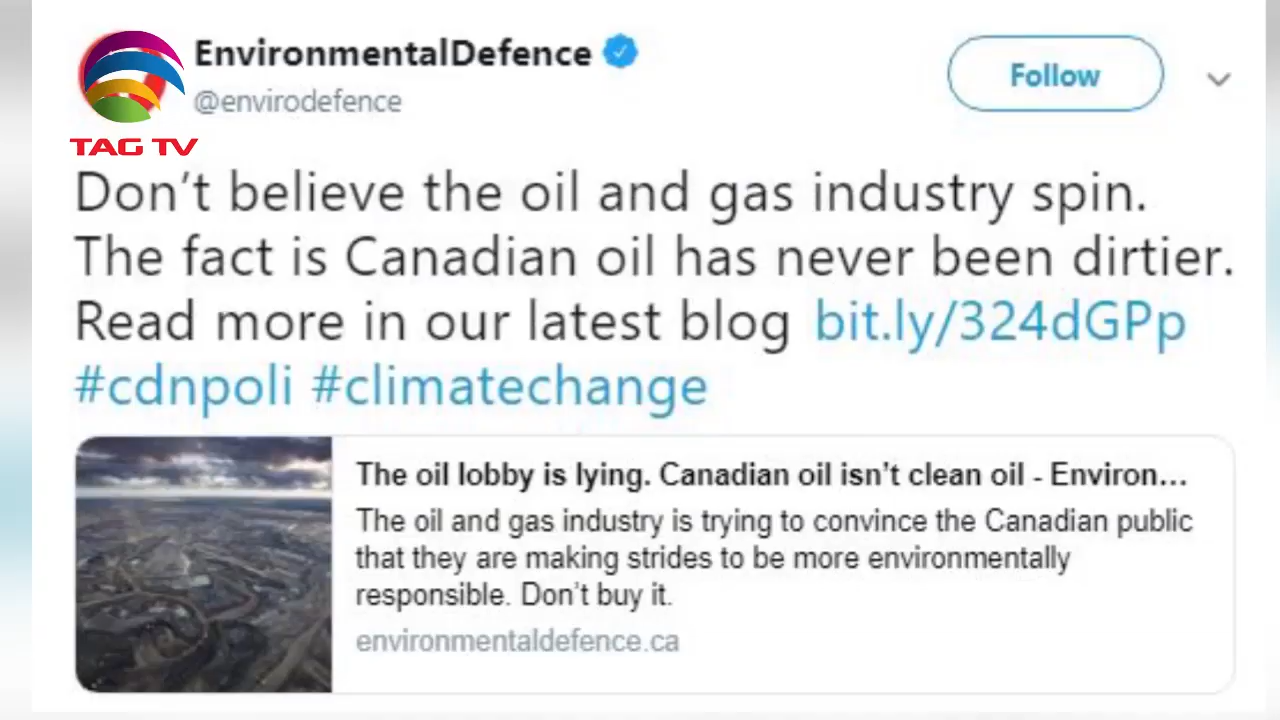 EnvironmentalDefence
@envirodefence
Follow
TAG TV
Don’t believe the oil and gas industry spin.
The fact is Canadian oil has never been dirtier.
Read more in our latest blog bit.ly/324dGPp
#cdnpoli #climatechange
The oil lobby is lying. Canadian oil isn’t clean oil - Environ...
The oil and gas industry is trying to convince the Canadian public
that they are making strides to be more environmentally
responsible. Don’t buy it.
environmentaldefence.ca